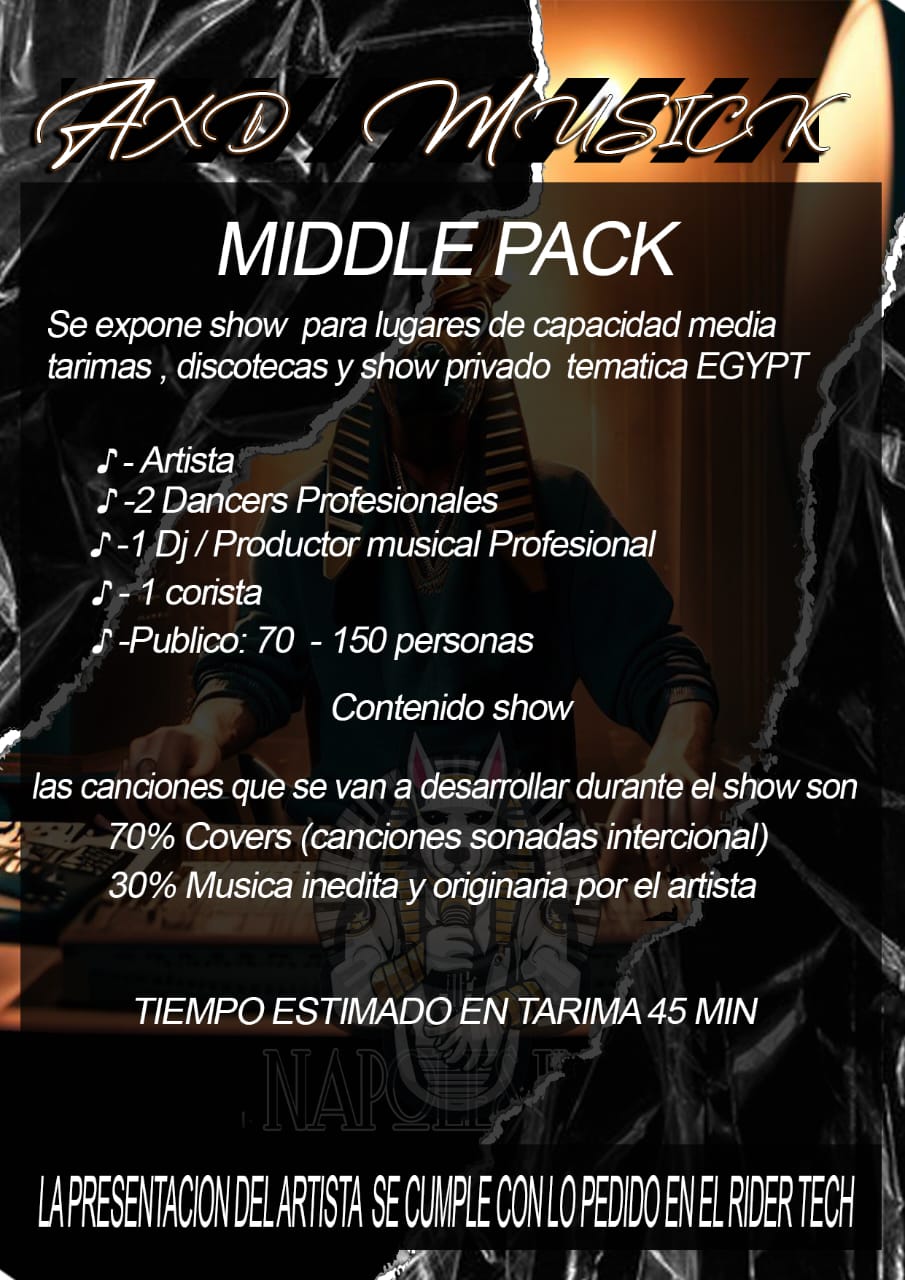 AXD MUSICK
MIDDLE PACK
Se expone show para lugares de capacidad media
tarimas , discotecas y show privado tematica EGYPT
♪ - Artista
♪ -2 Dancers Profesionales
♪ -1 Dj / Productor musical Profesional
♪ - 1 corista
♪ -Publico: 70 - 150 personas
Contenido show
las canciones que se van a desarrollar durante el show son
70% Covers (canciones sonadas intercional)
30% Musica inedita y originaria por el artista
TIEMPO ESTIMADO EN TARIMA 45 MIN
LA PRESENTACION DEL ARTISTA SE CUMPLE CON LO PEDIDO EN EL RIDER TECH